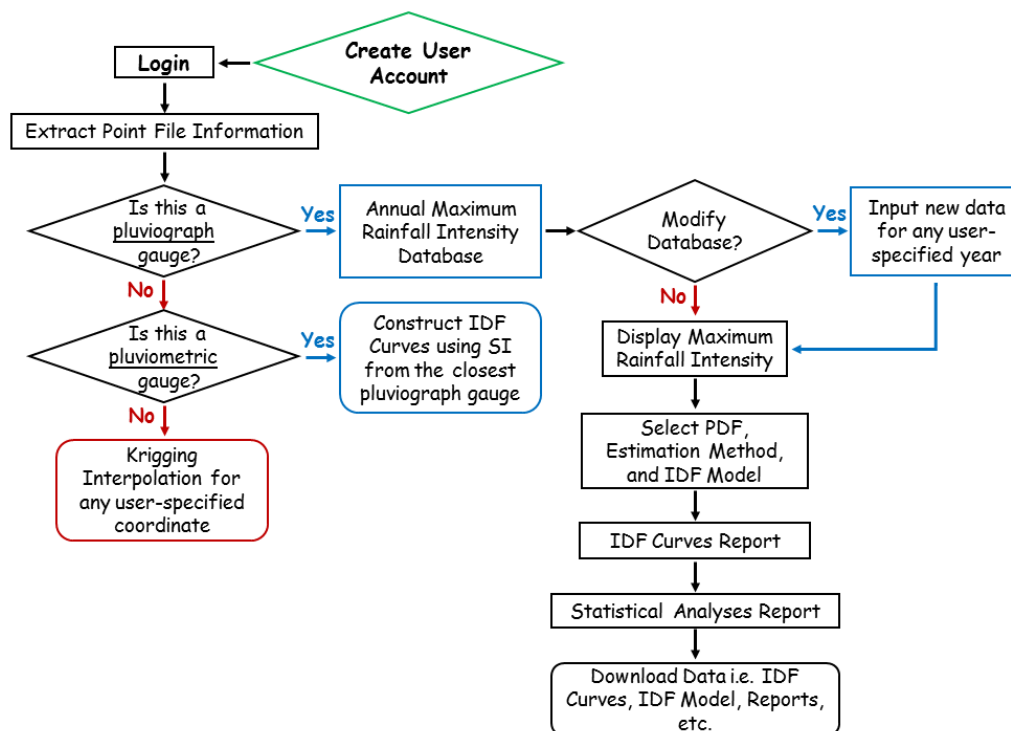 Create User
Account
Login
Extract Point File Information
Is this a
pluviograph
gauge?
Yes
Annual Maximum
Rainfall Intensity
Database
Modify
Database?
Yes
Input new data
for any user-
specified year
No
No
Is this a
pluviometric
gauge?
Yes
Construct IDF
Curves using SI
from the closest
pluviograph gauge
Display Maximum
Rainfall Intensity
No
Krigging
Interpolation for
any user-specified
coordinate
Select PDF,
Estimation Method,
and IDF Model
IDF Curves Report
Statistical Analyses Report
Download Data i.e. IDF
Curves, IDF Model, Reports,
etc.